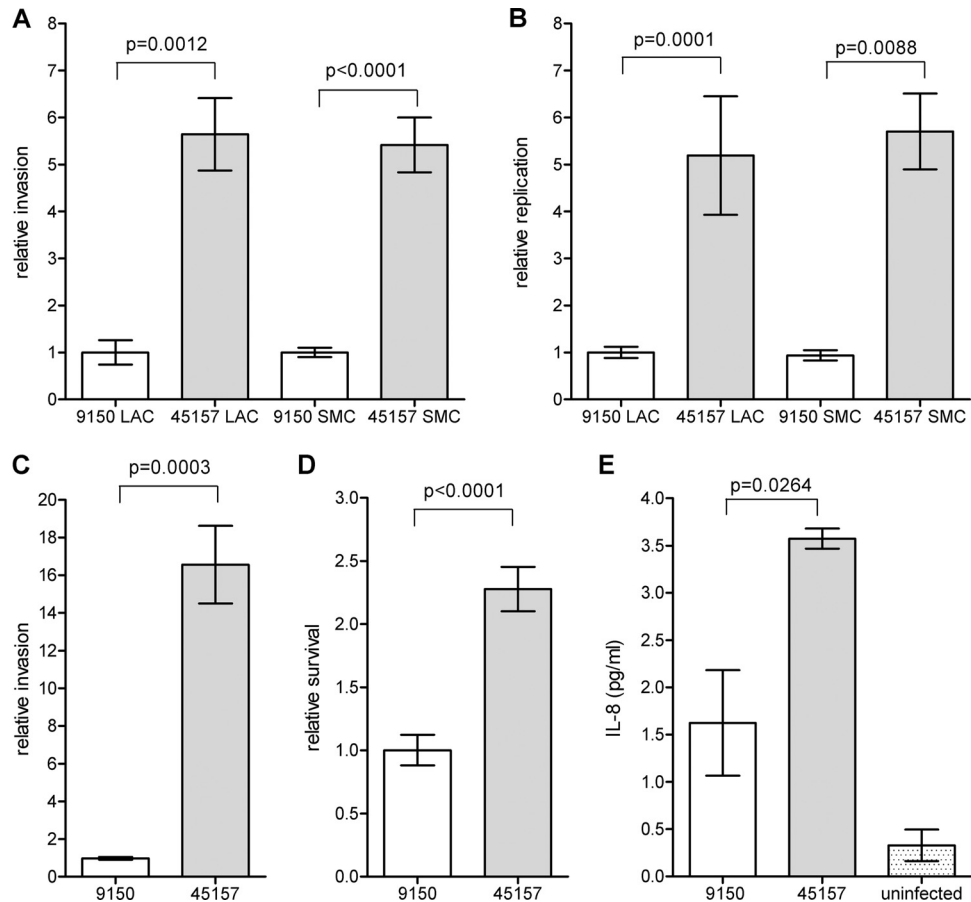 A
p=0.0012
p<0.0001
relative invasion
8
7
6
5
4
3
2
1
0
9150 LAC 45157 LAC 9150 SMC 45157 SMC
B
p=0.0001
p=0.0088
relative replication
8
7
6
5
4
3
2
1
0
9150 LAC 45157 LAC 9150 SMC 45157 SMC
C
p=0.0003
relative invasion
20
18
16
14
12
10
8
6
4
2
0
9150 45157
D
p<0.0001
relative survival
3.0
2.5
2.0
1.5
1.0
0.5
0.0
9150 45157
E
p=0.0264
IL-8 (pg/ml)
4.0
3.5
3.0
2.5
2.0
1.5
1.0
0.5
0.0
9150 45157 uninfected